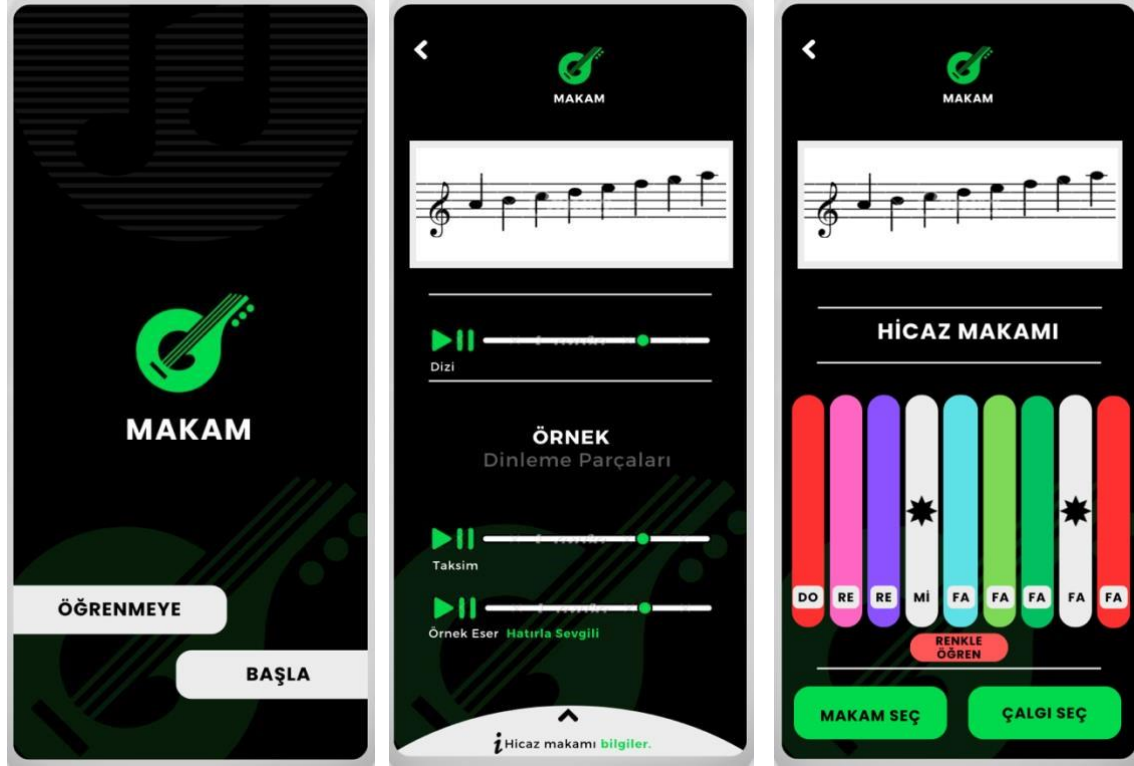 MAKAM
ÖĞRENMEYE
BAŞLA
MAKAM
Dizi
ÖRNEK
Dinleme Parçaları
Taksim
Örnek Eser Hatırla Sevgili
i Hicaz makamı bilgiler.
MAKAM
HİCAZ MAKAMI
DO RE RE Mİ FA FA FA FA FA
RENKLE
ÖĞREN
MAKAM SEÇ ÇALGI SEÇ